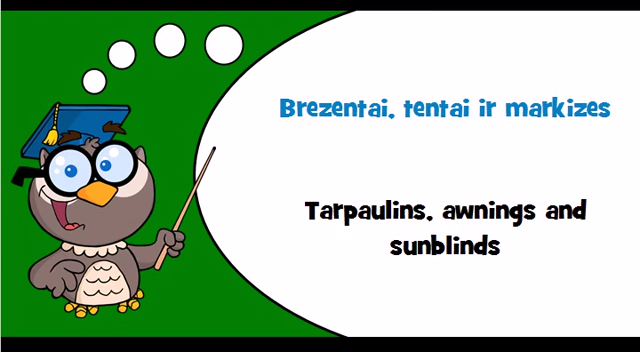 Brezentai, tentai ir markizes
Tarpaulins, awnings and
sunblinds